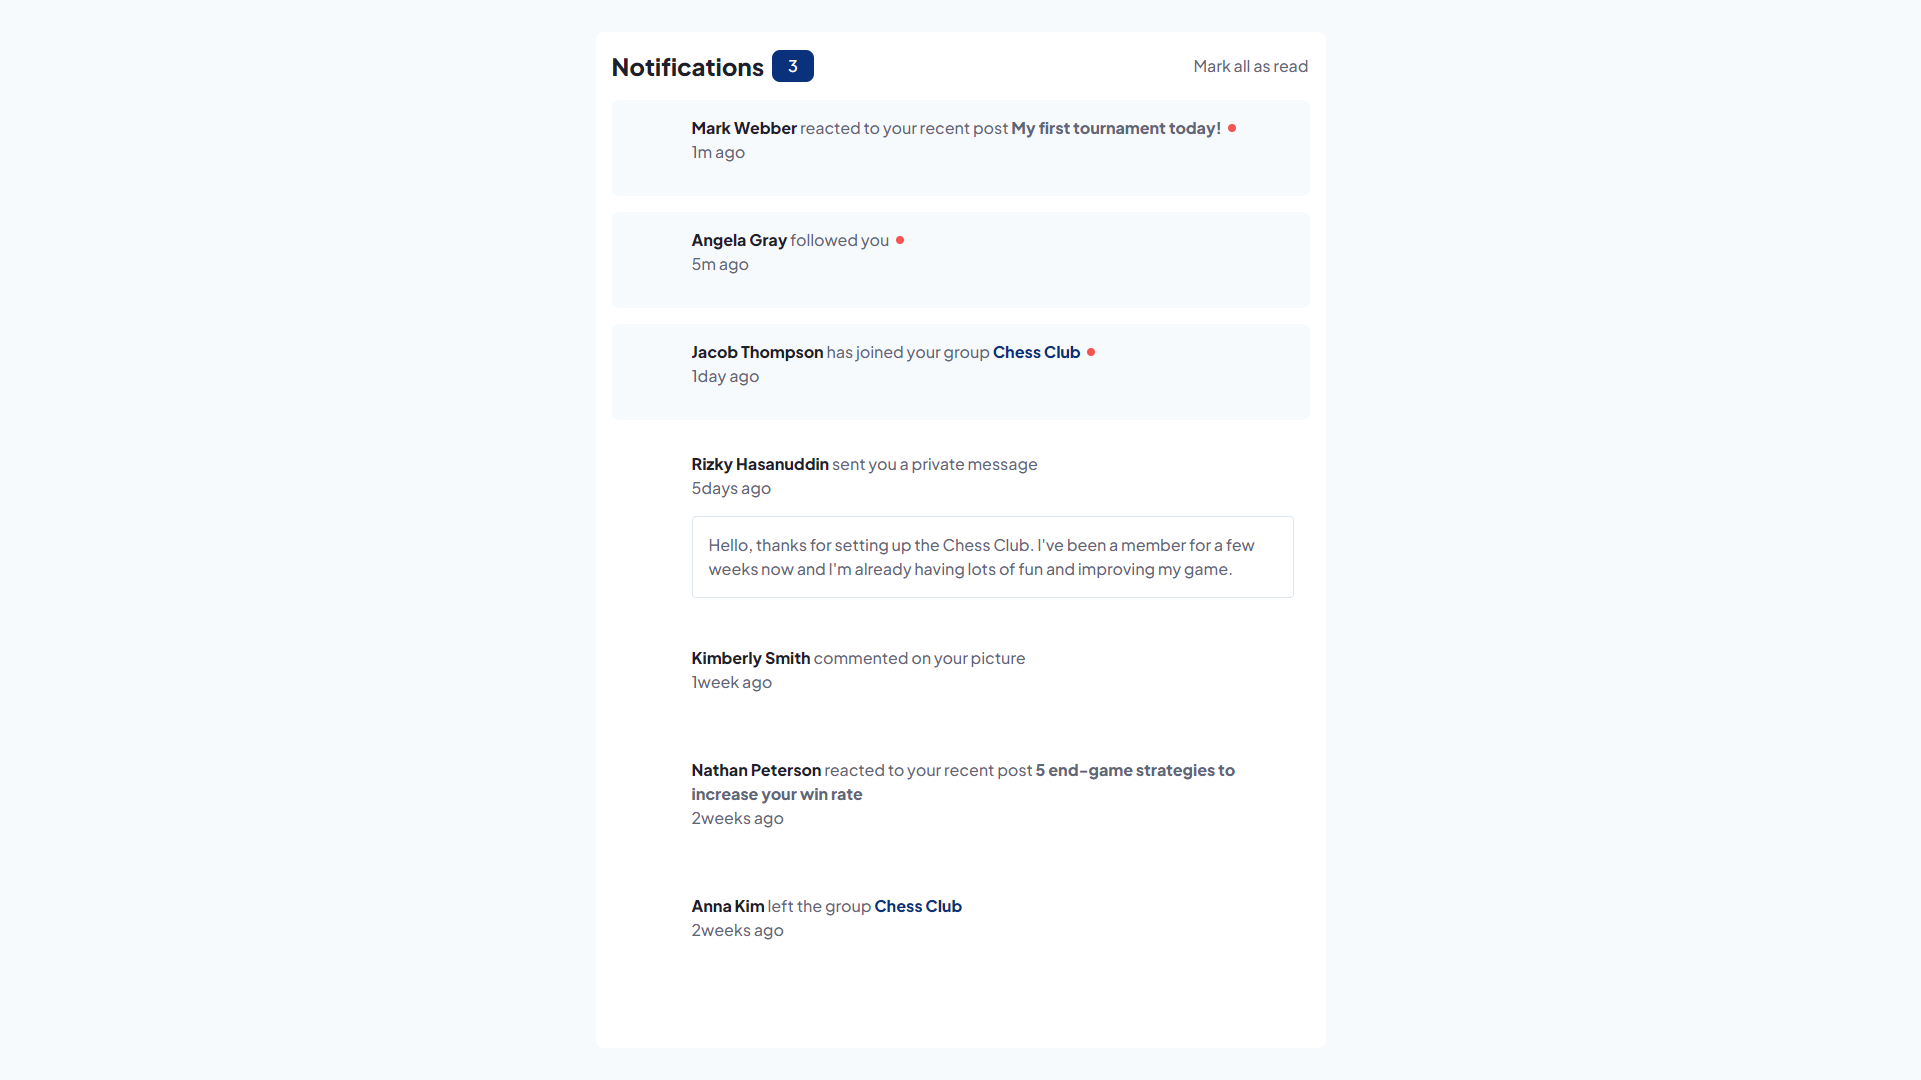 Notifications 3 Mark all as read
Mark Webber reacted to your recent post My first tournament today!
1m ago
Angela Gray followed you
5m ago
Jacob Thompson has joined your group Chess Club
1day ago
Rizky Hasanuddin sent you a private message
5days ago
Hello, thanks for setting up the Chess Club. I've been a member for a few
weeks now and I'm already having lots of fun and improving my game.
Kimberly Smith commented on your picture
1week ago
Nathan Peterson reacted to your recent post 5 end-game strategies to
increase your win rate
2weeks ago
Anna Kim left the group Chess Club
2weeks ago